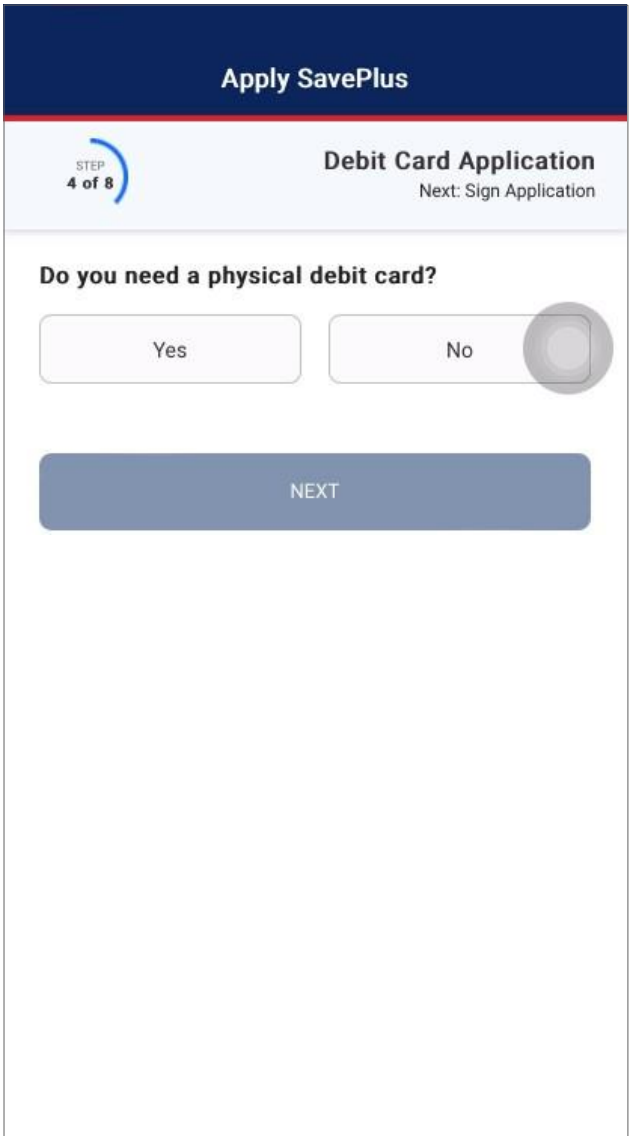 Apply SavePlus
STEP
4 of 8
Debit Card Application
Next: Sign Application
Do you need a physical debit card?
Yes
No
NEXT